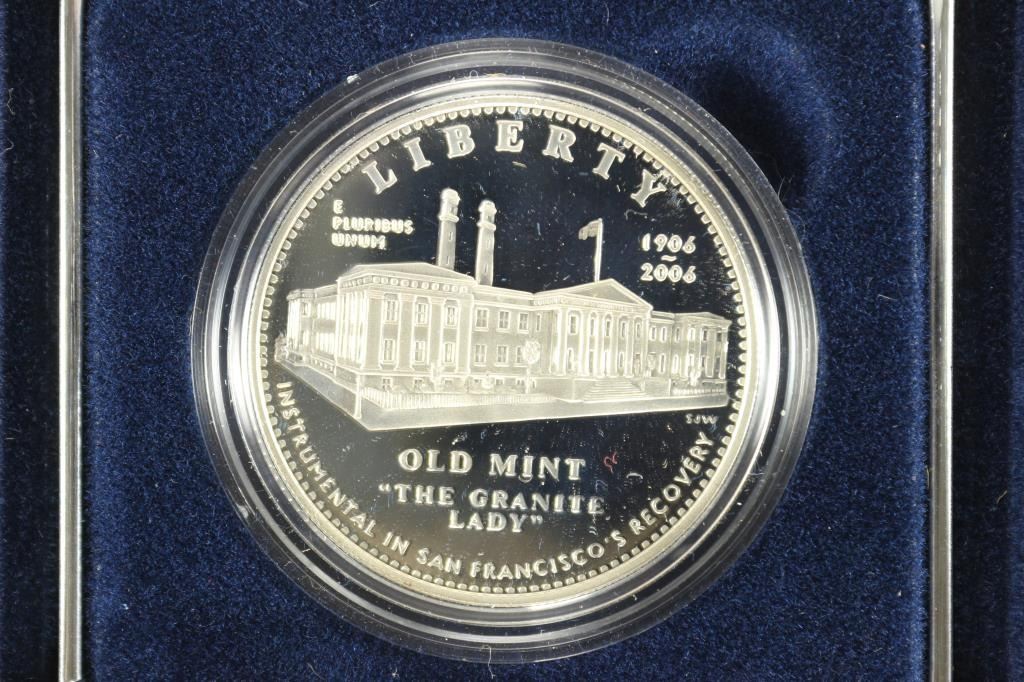 LIBERTY
E
PLURIBUS
UNUM
1906
~
2006
SJW
OLD MINT
"THE GRANITE
LADY"
INSTRUMENTAL IN SAN FRANCISCO'S RECOVERY